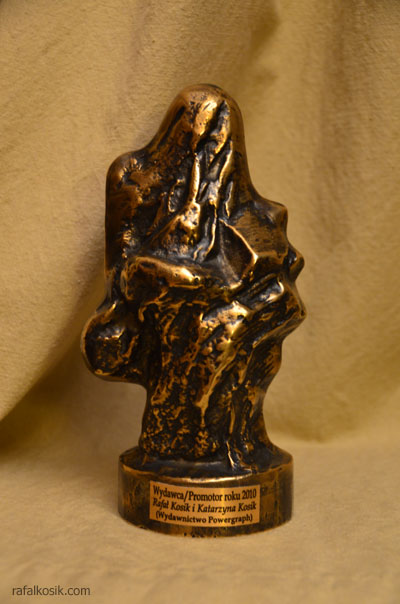 Wydawca/Promotor roku 2010
Rafał Kosik i Katarzyna Kosik
(Wydawnictwo Powergraph)
rafalkosik.com